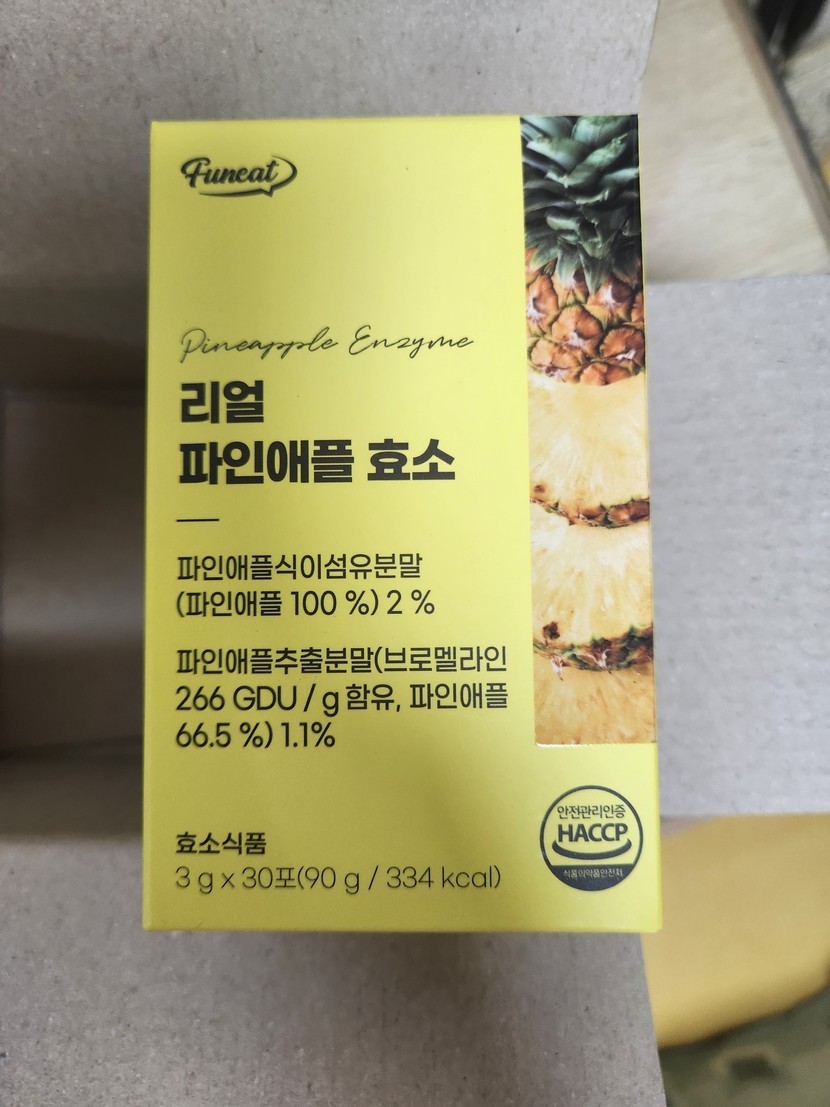 Funeat
Pineapple Enzyme
리얼
파인애플 효소
파인애플식이섬유분말
(파인애플 100 %) 2 %
파인애플추출분말(브로멜라인
266 GDU / g 함유, 파인애플
66.5 %) 1.1%
효소식품
3 g x 30포(90 g / 334 kcal)
안전관리인증
HACCP
식품의약품안전처